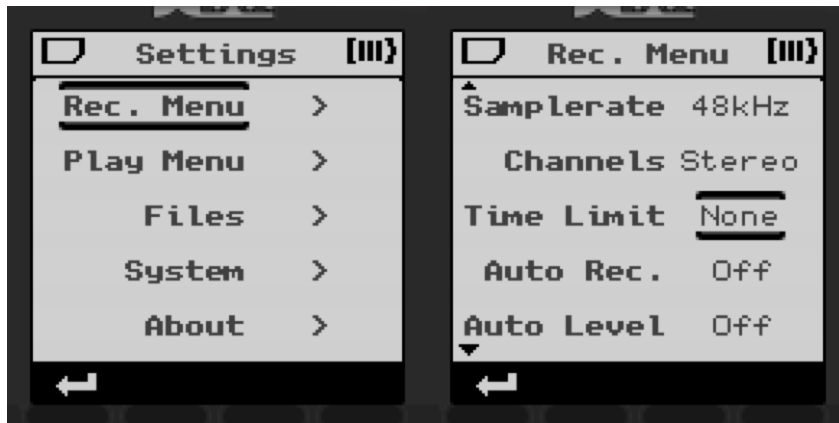 Settings
Rec. Menu >
Play Menu >
Files >
System >
About >
Rec. Menu
Samplerate 48kHz
Channels Stereo
Time Limit None
Auto Rec. Off
Auto Level Off